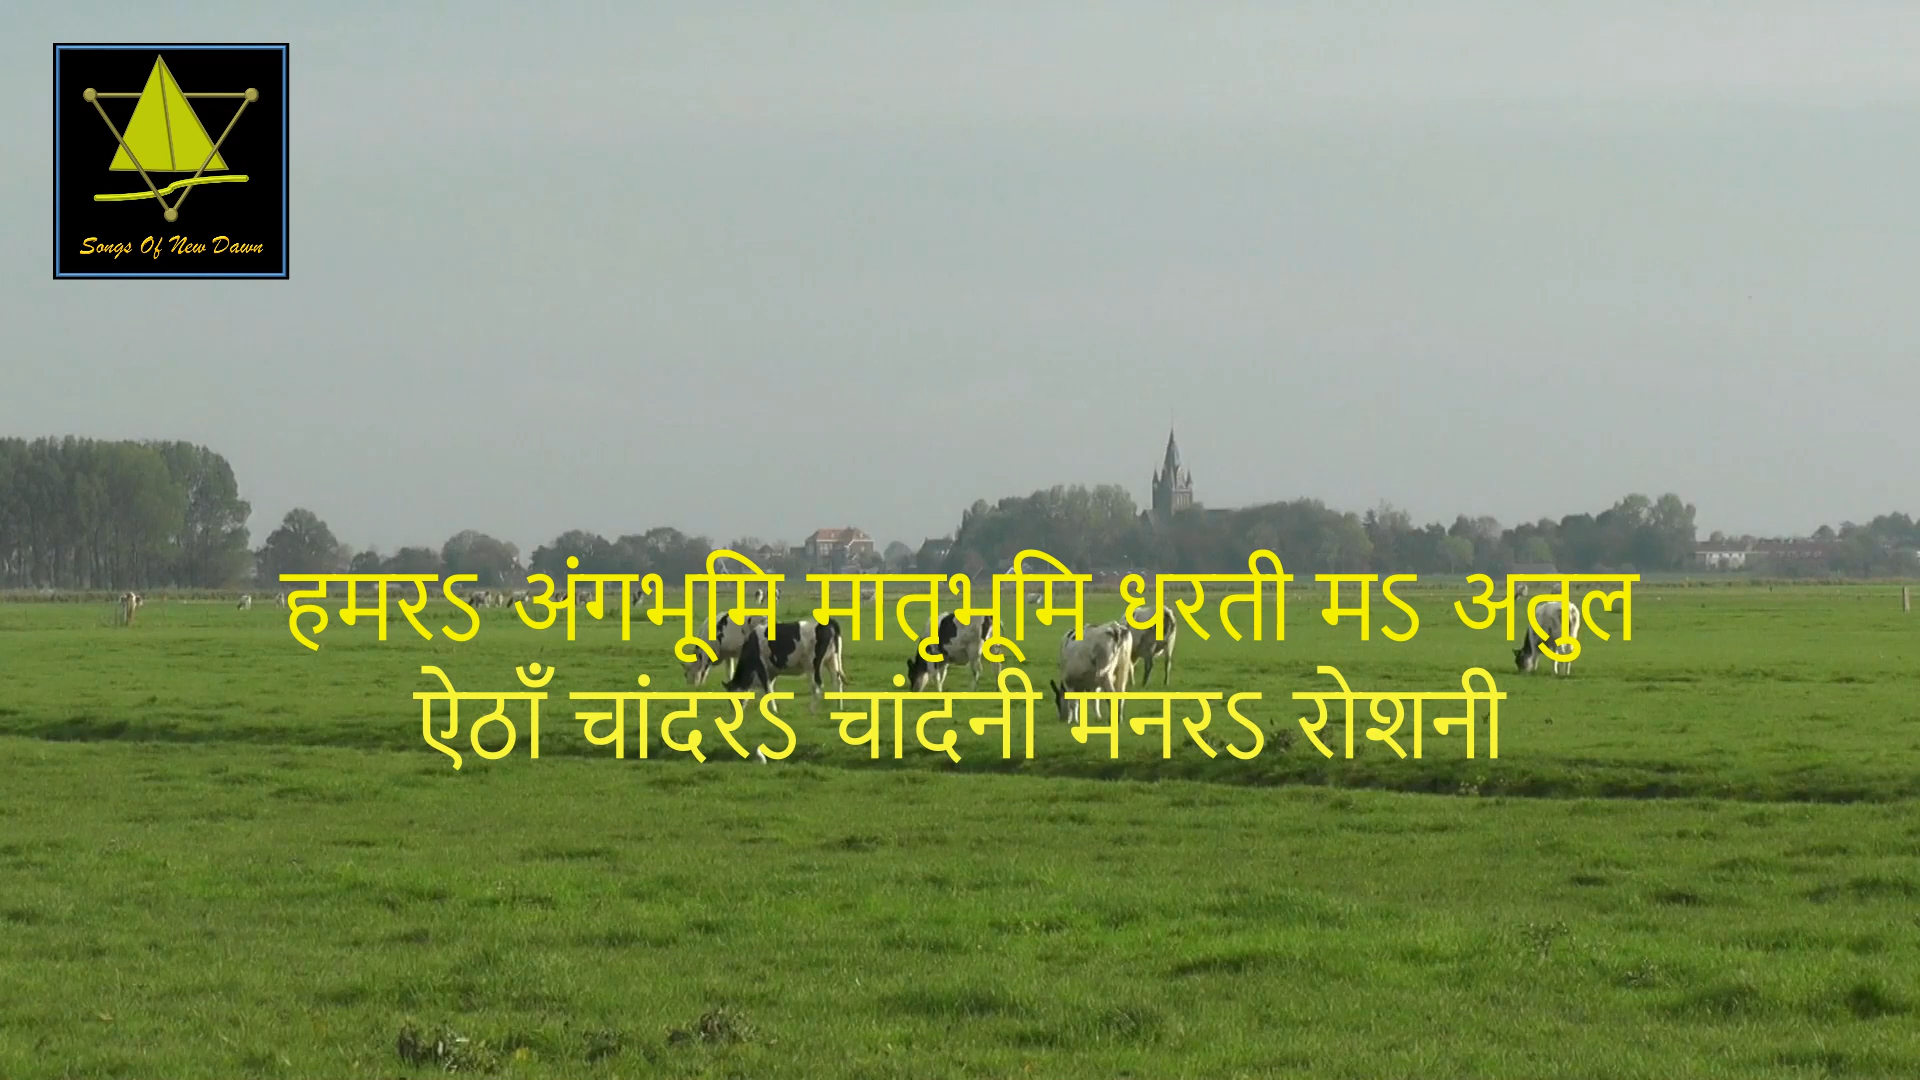 Songs Of New Dawn
हमरऽ अंगभूमि मातृभूमि धरती मऽ अतुल
ऐठाँ चांदरऽ चांदनी मनरऽ रोशनी